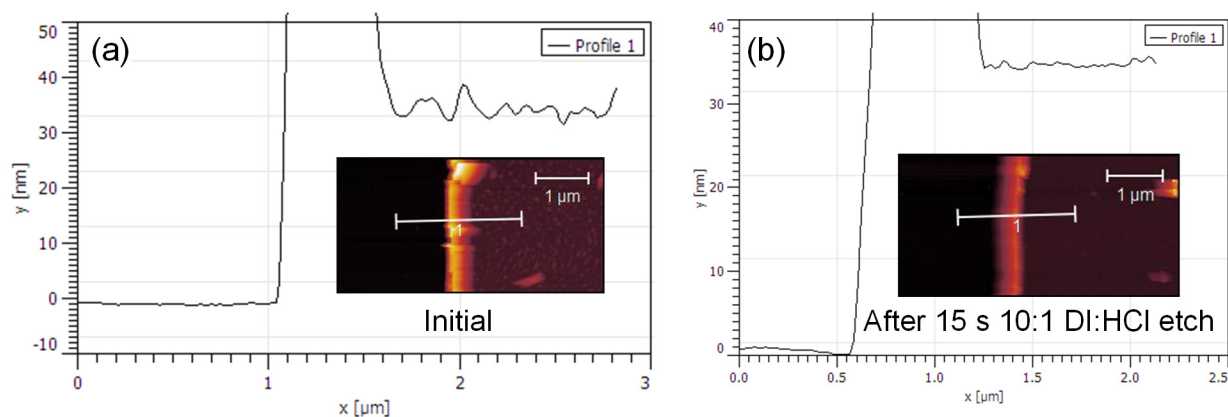 (a)
Profile 1
50
40
30
20
10
0
-10
y [nm]
0
1
2
3
x [µm]
1 µm
1
Initial
(b)
Profile 1
40
30
20
10
0
y [nm]
0.0
0.5
1.0
1.5
2.0
2.5
x [µm]
1 µm
1
After 15 s 10:1 DI:HCl etch